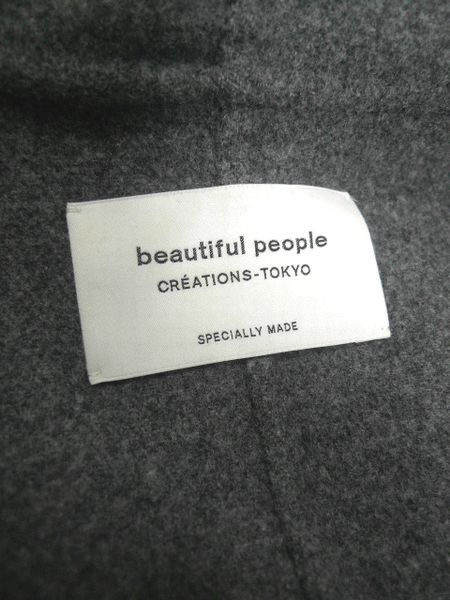 beautiful people
CRÉATIONS-TOKYO
SPECIALLY MADE